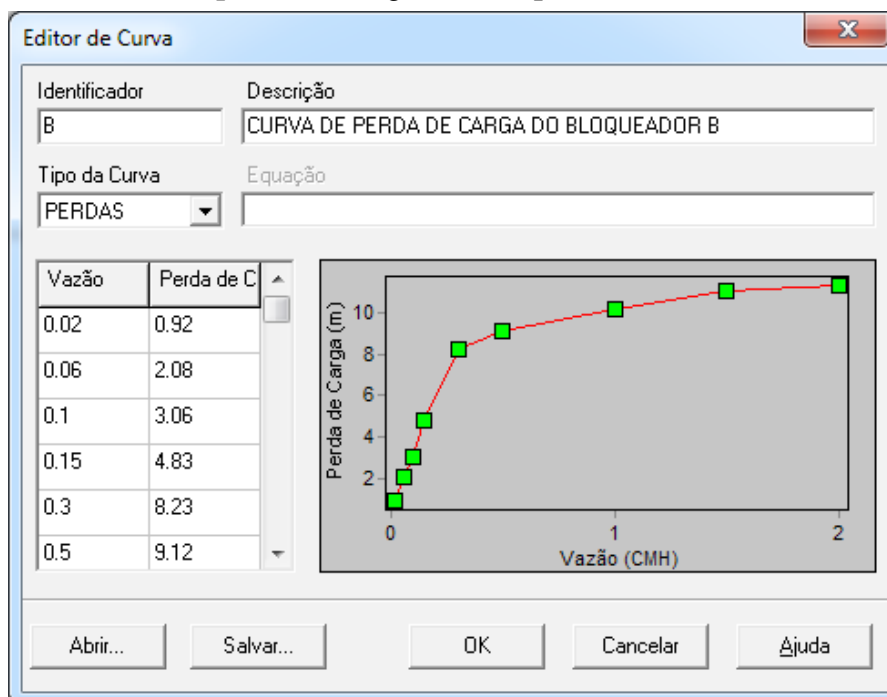 Editor de Curva
Identificador Descrição
B CURVA DE PERDA DE CARGA DO BLOQUEADOR B
Tipo da Curva Equação
PERDAS
Vazão Perda de C
0.02 0.92
0.06 2.08
0.1 3.06
0.15 4.83
0.3 8.23
0.5 9.12
Perda de Carga (m)
10
8
6
4
2
0 1 2
Vazão (CMH)
Abrir... Salvar... OK Cancelar Ajuda